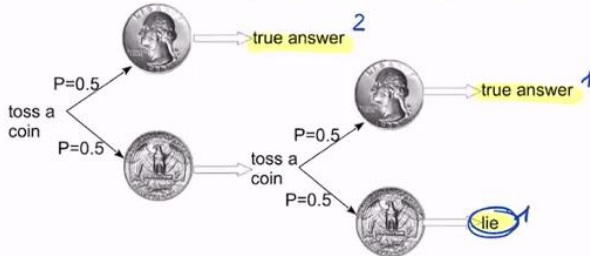 true answer 2
P=0.5
true answer 1
toss a
coin
P=0.5
P=0.5
toss a
coin
P=0.5
lie 1